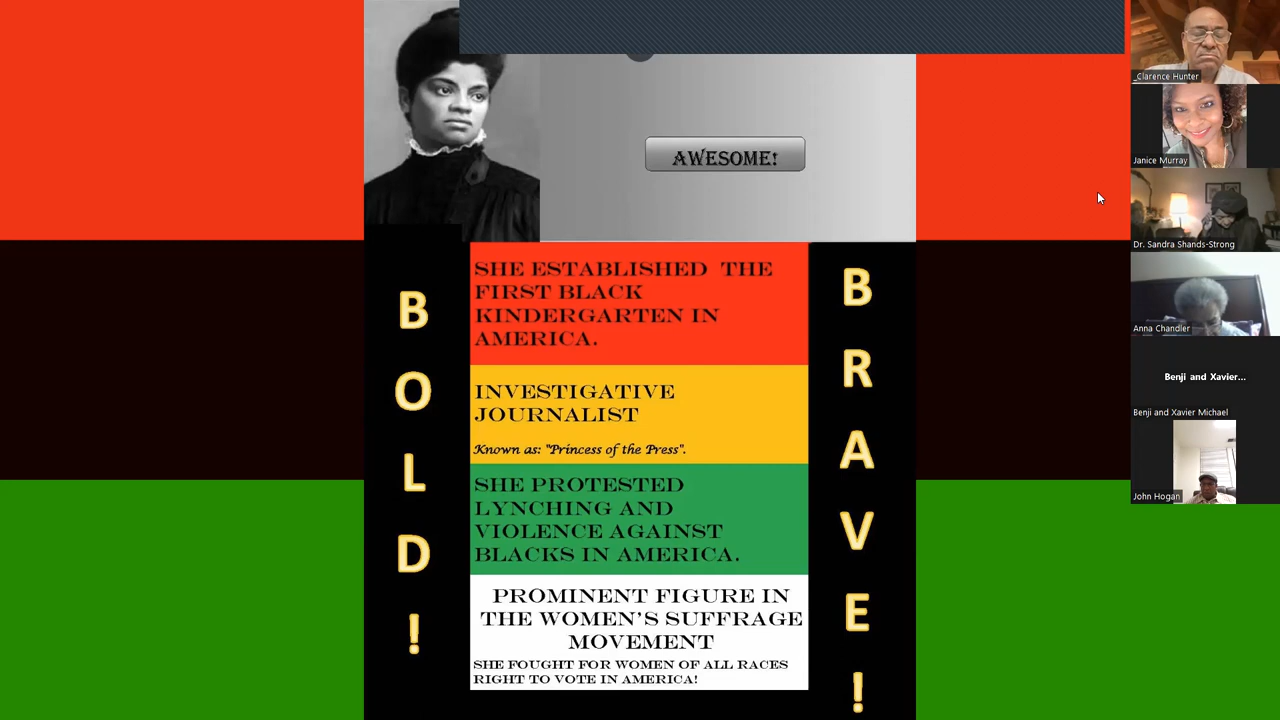 AWESOME!
SHE ESTABLISHED THE
FIRST BLACK
KINDERGARTEN IN
AMERICA.
INVESTIGATIVE
JOURNALIST
Known as: "Princess of the Press".
SHE PROTESTED
LYNCHING AND
VIOLENCE AGAINST
BLACKS IN AMERICA.
PROMINENT FIGURE IN
THE WOMEN'S SUFFRAGE
MOVEMENT
SHE FOUGHT FOR WOMEN OF ALL RACES
RIGHT TO VOTE IN AMERICA!
B
O
L
D
!
B
R
A
V
E
!
_Clarence Hunter
Janice Murray
Dr. Sandra Shands-Strong
Anna Chandler
Benji and Xavier...
Benji and Xavier Michael
John Hogan